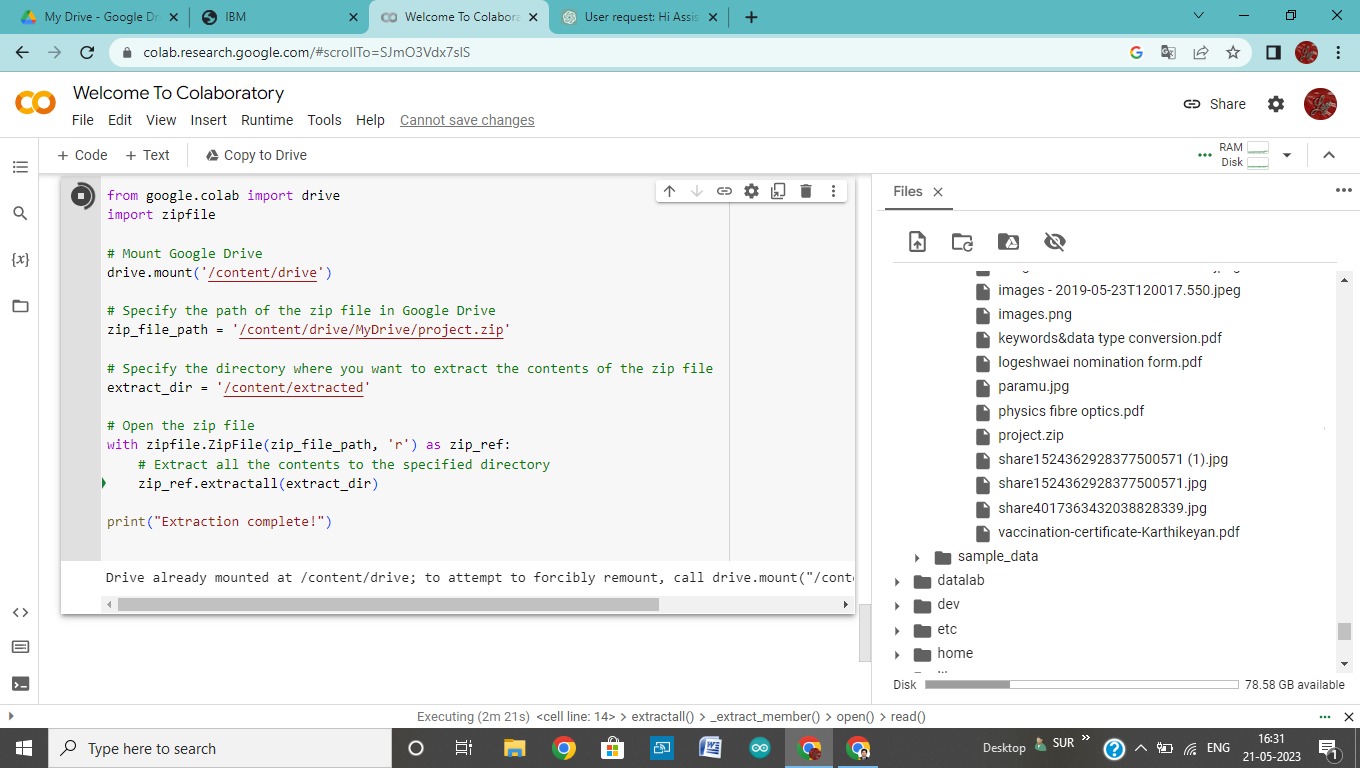 My Drive - Google Dr
IBM
Welcome To Colabora
User request: Hi Assis
colab.research.google.com/#scrollTo=SJmO3Vdx7slS
Welcome To Colaboratory
File Edit View Insert Runtime Tools Help Cannot save changes
Share
+ Code + Text Copy to Drive
RAM
Disk
from google.colab import drive
import zipfile
# Mount Google Drive
drive.mount('/content/drive')
# Specify the path of the zip file in Google Drive
zip_file_path = '/content/drive/MyDrive/project.zip'
# Specify the directory where you want to extract the contents of the zip file
extract_dir = '/content/extracted'
# Open the zip file
with zipfile.ZipFile(zip_file_path, 'r') as zip_ref:
# Extract all the contents to the specified directory
zip_ref.extractall(extract_dir)
print("Extraction complete!")
Drive already mounted at /content/drive; to attempt to forcibly remount, call drive.mount("/cont
{x}
Files
images - 2019-05-23T120017.550.jpeg
images.png
keywords&data type conversion.pdf
logeshwaei nomination form.pdf
paramu.jpg
physics fibre optics.pdf
project.zip
share1524362928377500571 (1).jpg
share1524362928377500571.jpg
share4017363432038828339.jpg
vaccination-certificate-Karthikeyan.pdf
sample_data
datalab
dev
etc
home
Disk 78.58 GB available
Executing (2m 21s) <cell line: 14> > extractall() > _extract_member() > open() > read()
Type here to search
Desktop
SUR
ENG
16:31
21-05-2023
1